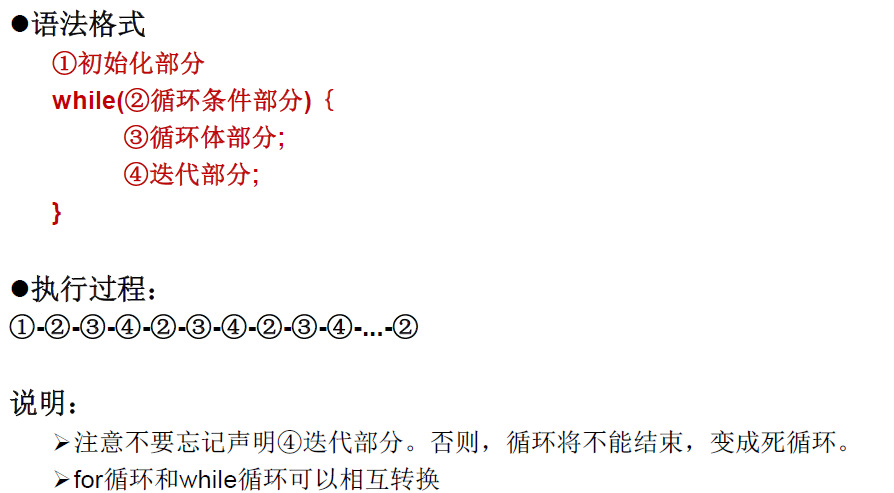 ●语法格式
①初始化部分
while(②循环条件部分)｛
③循环体部分;
④迭代部分;
}
●执行过程：
①-②-③-④-②-③-④-②-③-④-...-②
说明：
➢注意不要忘记声明④迭代部分。否则，循环将不能结束，变成死循环。
➢for循环和while循环可以相互转换